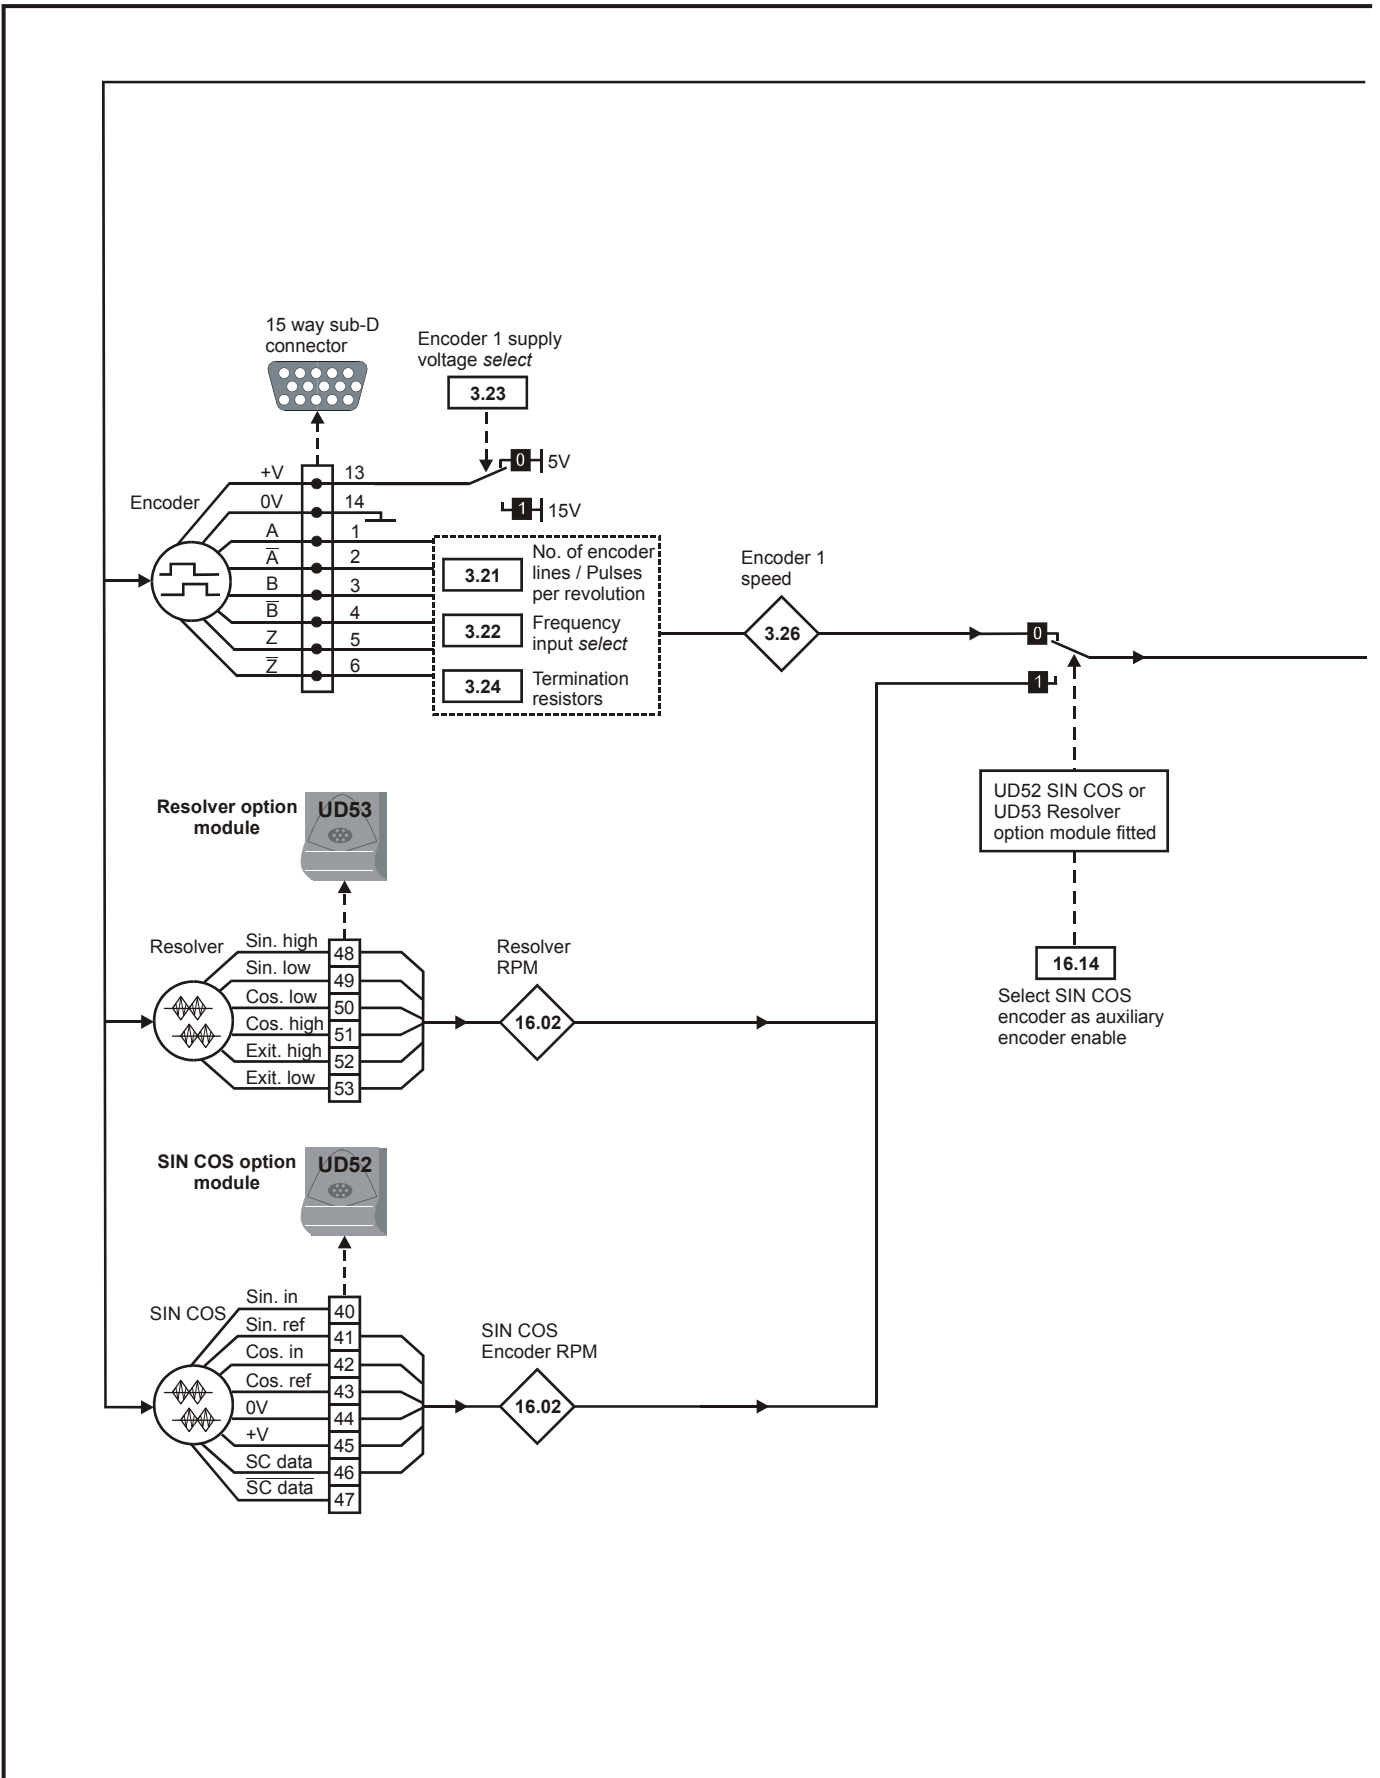 15 way sub-D
connector
Encoder 1 supply
voltage select
3.23
0 5V
1 15V
Encoder
+V 13
0V 14
A 1
A̅ 2
B 3
B̅ 4
Z 5
Z̅ 6
3.21
No. of encoder
lines / Pulses
per revolution
3.22
Frequency
input select
3.24
Termination
resistors
Encoder 1
speed
3.26
0
1
UD52 SIN COS or
UD53 Resolver
option module fitted
16.14
Select SIN COS
encoder as auxiliary
encoder enable
Resolver option
module
UD53
Resolver
Sin. high 48
Sin. low 49
Cos. low 50
Cos. high 51
Exit. high 52
Exit. low 53
Resolver
RPM
16.02
SIN COS option
module
UD52
SIN COS
Sin. in 40
Sin. ref 41
Cos. in 42
Cos. ref 43
0V 44
+V 45
SC data 46
S̅C̅ d̅a̅t̅a̅ 47
SIN COS
Encoder RPM
16.02